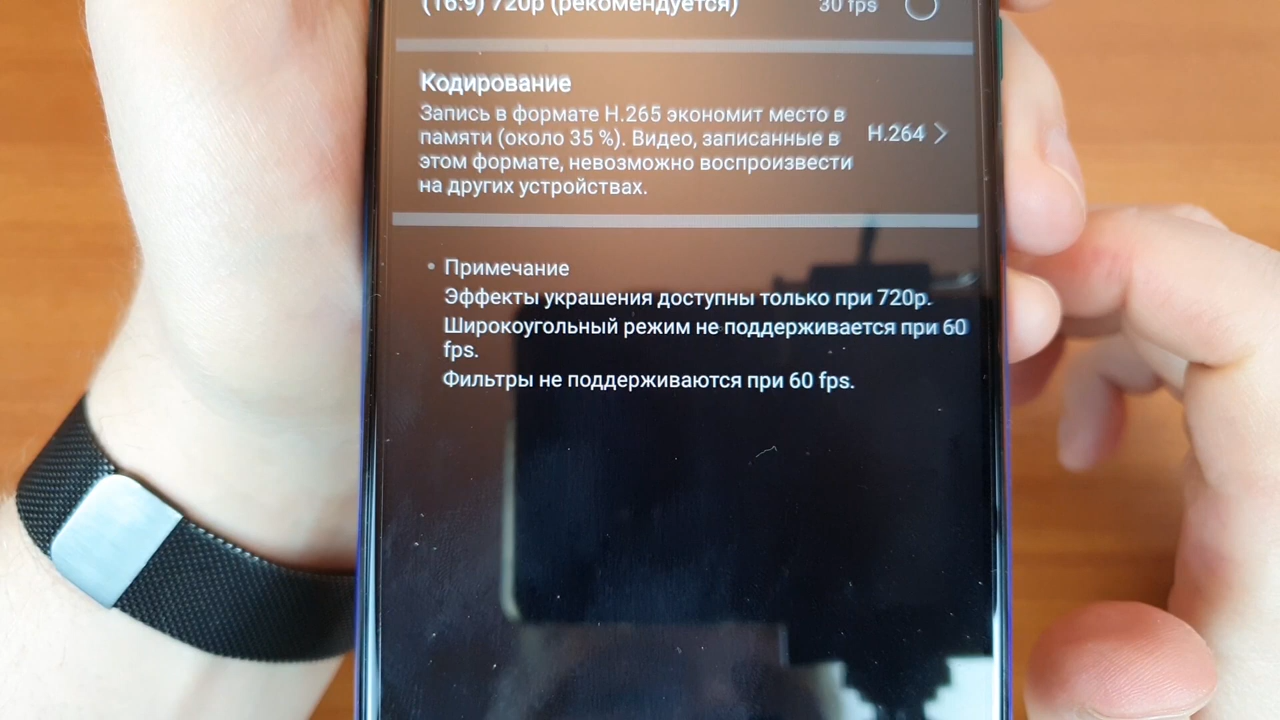 (16:9) 720p (рекомендуется) 30 fps
Кодирование
Запись в формате H.265 экономит место в
памяти (около 35 %). Видео, записанные в
этом формате, невозможно воспроизвести
на других устройствах.
H.264
Примечание
Эффекты украшения доступны только при 720p.
Широкоугольный режим не поддерживается при 60
fps.
Фильтры не поддерживаются при 60 fps.